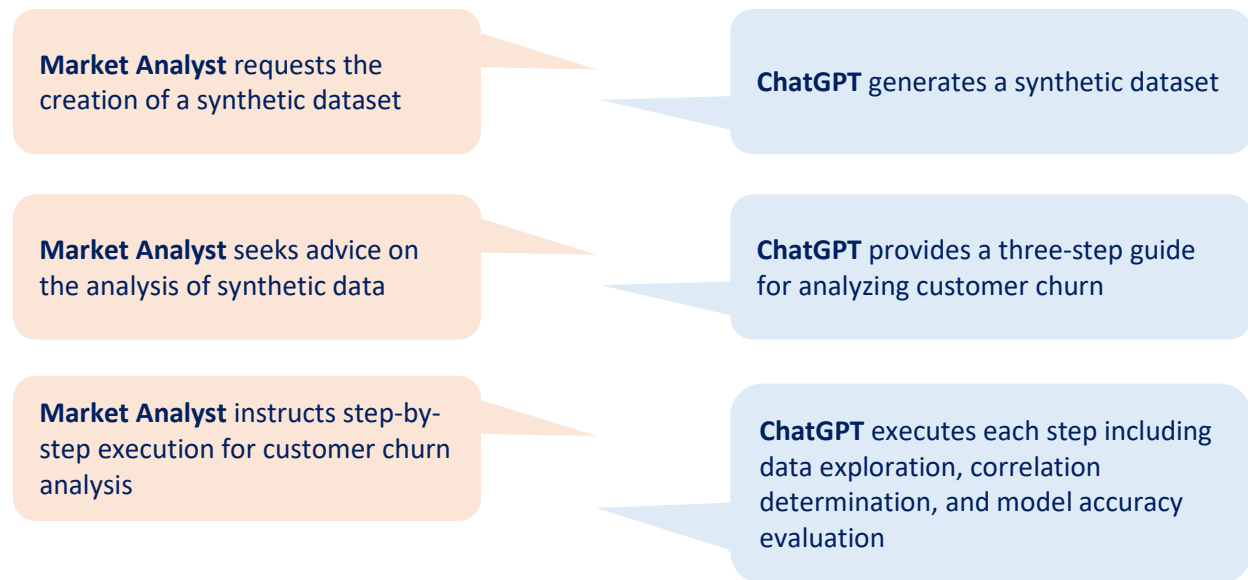 Market Analyst requests the
creation of a synthetic dataset
ChatGPT generates a synthetic dataset
Market Analyst seeks advice on
the analysis of synthetic data
ChatGPT provides a three-step guide
for analyzing customer churn
Market Analyst instructs step-by-
step execution for customer churn
analysis
ChatGPT executes each step including
data exploration, correlation
determination, and model accuracy
evaluation